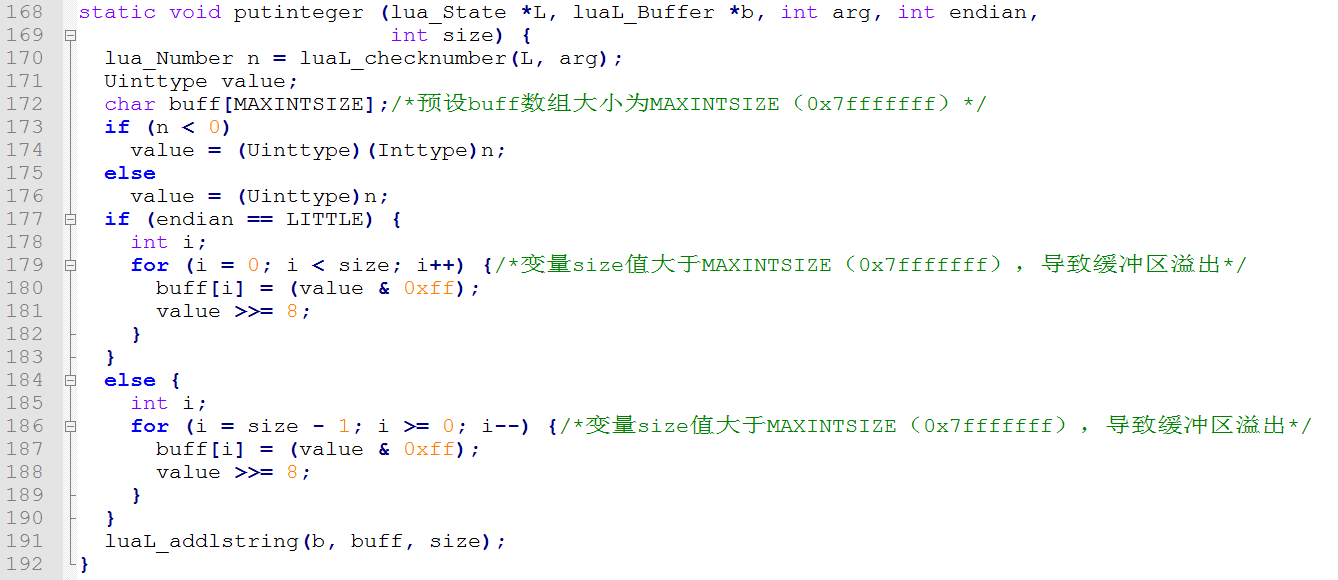 168 static void putinteger (lua_State *L, luaL_Buffer *b, int arg, int endian,
169                         int size) {
170   lua_Number n = luaL_checknumber(L, arg);
171   Uinttype value;
172   char buff[MAXINTSIZE];/*预设buff数组大小为MAXINTSIZE（0x7fffffff）*/
173   if (n < 0)
174     value = (Uinttype)(Inttype)n;
175   else
176     value = (Uinttype)n;
177   if (endian == LITTLE) {
178     int i;
179     for (i = 0; i < size; i++) {/*变量size值大于MAXINTSIZE（0x7fffffff），导致缓冲区溢出*/
180       buff[i] = (value & 0xff);
181       value >>= 8;
182     }
183   }
184   else {
185     int i;
186     for (i = size - 1; i >= 0; i--) {/*变量size值大于MAXINTSIZE（0x7fffffff），导致缓冲区溢出*/
187       buff[i] = (value & 0xff);
188       value >>= 8;
189     }
190   }
191   luaL_addlstring(b, buff, size);
192 }